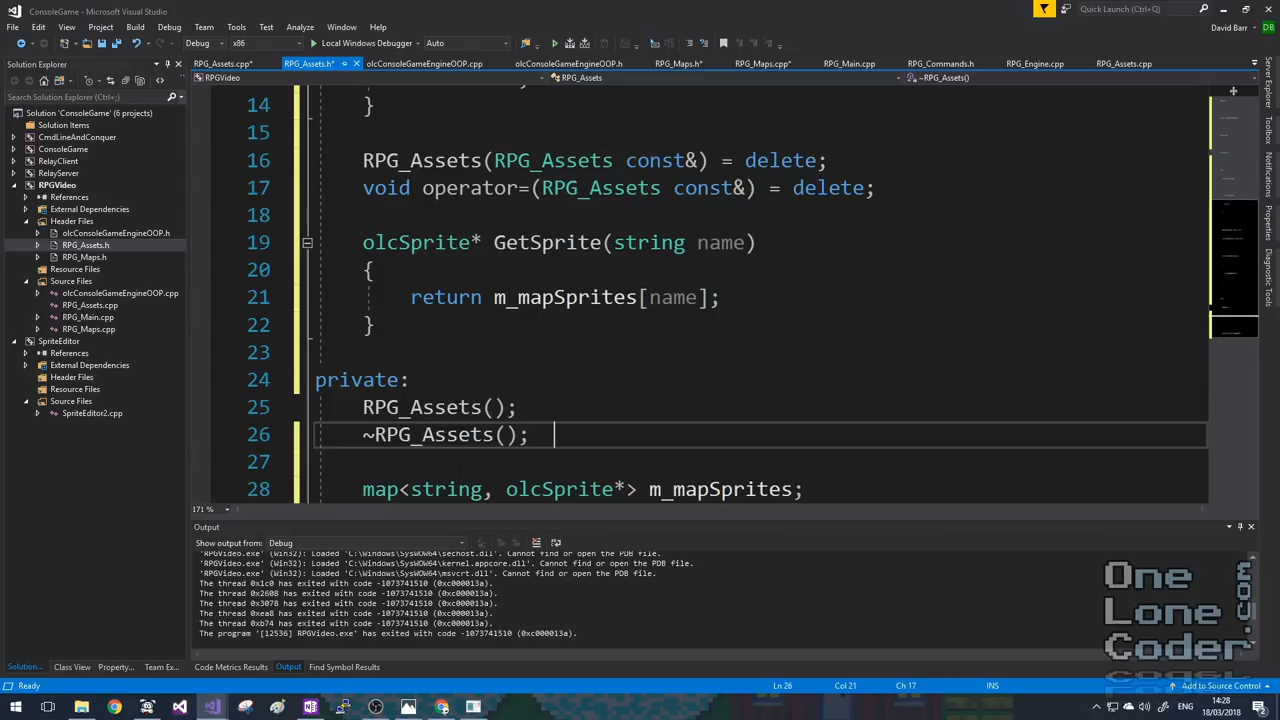 ConsoleGame - Microsoft Visual Studio
Quick Launch (Ctrl+Q)
File Edit View Project Build Debug Team Tools Test Analyze Window Help
David Barr DB
Debug x86 Local Windows Debugger Auto
Solution Explorer
RPG_Assets.cpp* RPG_Assets.h* olcConsoleGameEngineOOP.cpp olcConsoleGameEngineOOP.h RPG_Maps.h* RPG_Maps.cpp* RPG_Main.cpp RPG_Commands.h RPG_Engine.cpp RPG_Assets.cpp
RPGVideo RPG_Assets ~RPG_Assets()
Search Solution Explorer (Ctrl+;)
Solution 'ConsoleGame' (6 projects)
Solution Items
CmdLineAndConquer
ConsoleGame
RelayClient
RelayServer
RPGVideo
References
External Dependencies
Header Files
olcConsoleGameEngineOOP.h
RPG_Assets.h
RPG_Maps.h
Resource Files
Source Files
olcConsoleGameEngineOOP.cpp
RPG_Assets.cpp
RPG_Main.cpp
RPG_Maps.cpp
SpriteEditor
References
External Dependencies
Header Files
Resource Files
Source Files
SpriteEditor2.cpp
14 }
15
16 RPG_Assets(RPG_Assets const&) = delete;
17 void operator=(RPG_Assets const&) = delete;
18
19 olcSprite* GetSprite(string name)
20 {
21 return m_mapSprites[name];
22 }
23
24 private:
25 RPG_Assets();
26 ~RPG_Assets();
27
28 map<string, olcSprite*> m_mapSprites;
Server Explorer
Toolbox
Notifications
Properties
Diagnostic Tools
171 %
Output
Show output from: Debug
'RPGVideo.exe' (Win32): Loaded 'C:\Windows\SysWOW64\sechost.dll'. Cannot find or open the PDB file.
'RPGVideo.exe' (Win32): Loaded 'C:\Windows\SysWOW64\kernel.appcore.dll'. Cannot find or open the PDB file.
'RPGVideo.exe' (Win32): Loaded 'C:\Windows\SysWOW64\msvcrt.dll'. Cannot find or open the PDB file.
The thread 0x1c0 has exited with code -1073741510 (0xc000013a).
The thread 0x2608 has exited with code -1073741510 (0xc000013a).
The thread 0x3078 has exited with code -1073741510 (0xc000013a).
The thread 0xea8 has exited with code -1073741510 (0xc000013a).
The thread 0xb74 has exited with code -1073741510 (0xc000013a).
The program '[12536] RPGVideo.exe' has exited with code -1073741510 (0xc000013a).
One
Lone
Coder
.com
Solution... Class View Property... Team Ex...
Code Metrics Results Output Find Symbol Results
Ready Ln 26 Col 21 Ch 17 INS Add to Source Control
14:28
18/03/2018